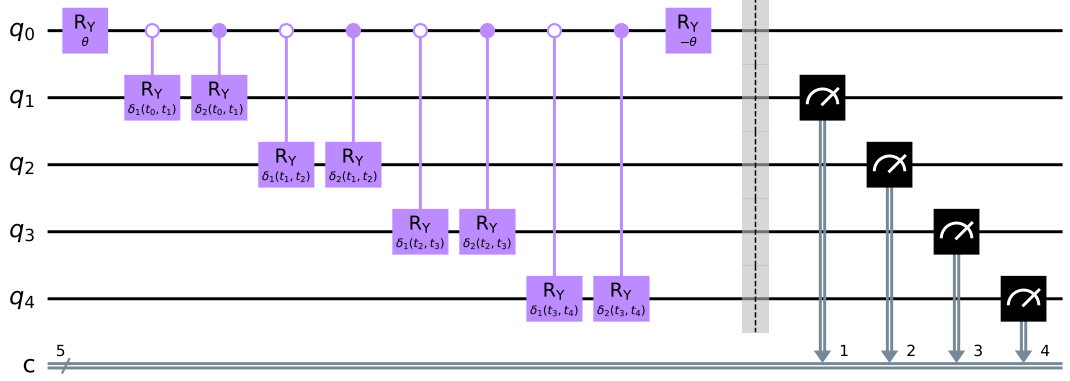 q0 RY θ RY −θ
q1 RY δ1(t0, t1) RY δ2(t0, t1)
q2 RY δ1(t1, t2) RY δ2(t1, t2)
q3 RY δ1(t2, t3) RY δ2(t2, t3)
q4 RY δ1(t3, t4) RY δ2(t3, t4)
c 5 1 2 3 4